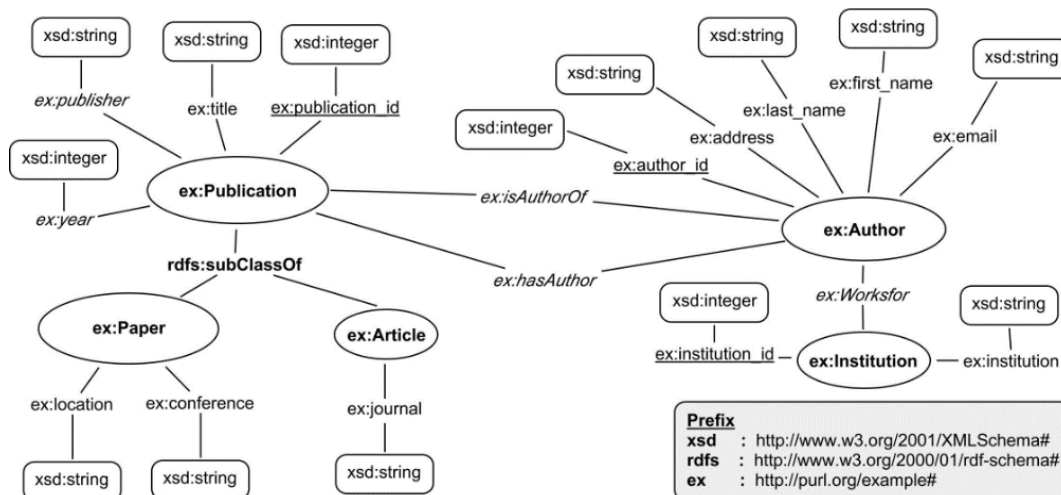 xsd:string
xsd:string
xsd:integer
ex:publisher
ex:title
ex:publication_id
xsd:integer
ex:year
ex:Publication
rdfs:subClassOf
ex:Paper
ex:Article
ex:location
ex:conference
ex:journal
xsd:string
xsd:string
xsd:string
ex:isAuthorOf
ex:hasAuthor
xsd:string
xsd:string
xsd:string
xsd:string
xsd:integer
ex:first_name
ex:last_name
ex:address
ex:email
ex:author_id
ex:Author
ex:Worksfor
xsd:integer
xsd:string
ex:institution_id
ex:Institution
ex:institution
Prefix
xsd : http://www.w3.org/2001/XMLSchema#
rdfs : http://www.w3.org/2000/01/rdf-schema#
ex : http://purl.org/example#